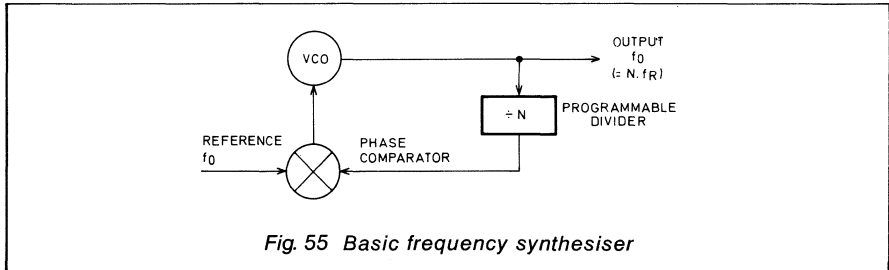 VCO
OUTPUT
f0
(= N. fR)
÷ N
PROGRAMMABLE
DIVIDER
REFERENCE
f0
PHASE
COMPARATOR
Fig. 55 Basic frequency synthesiser